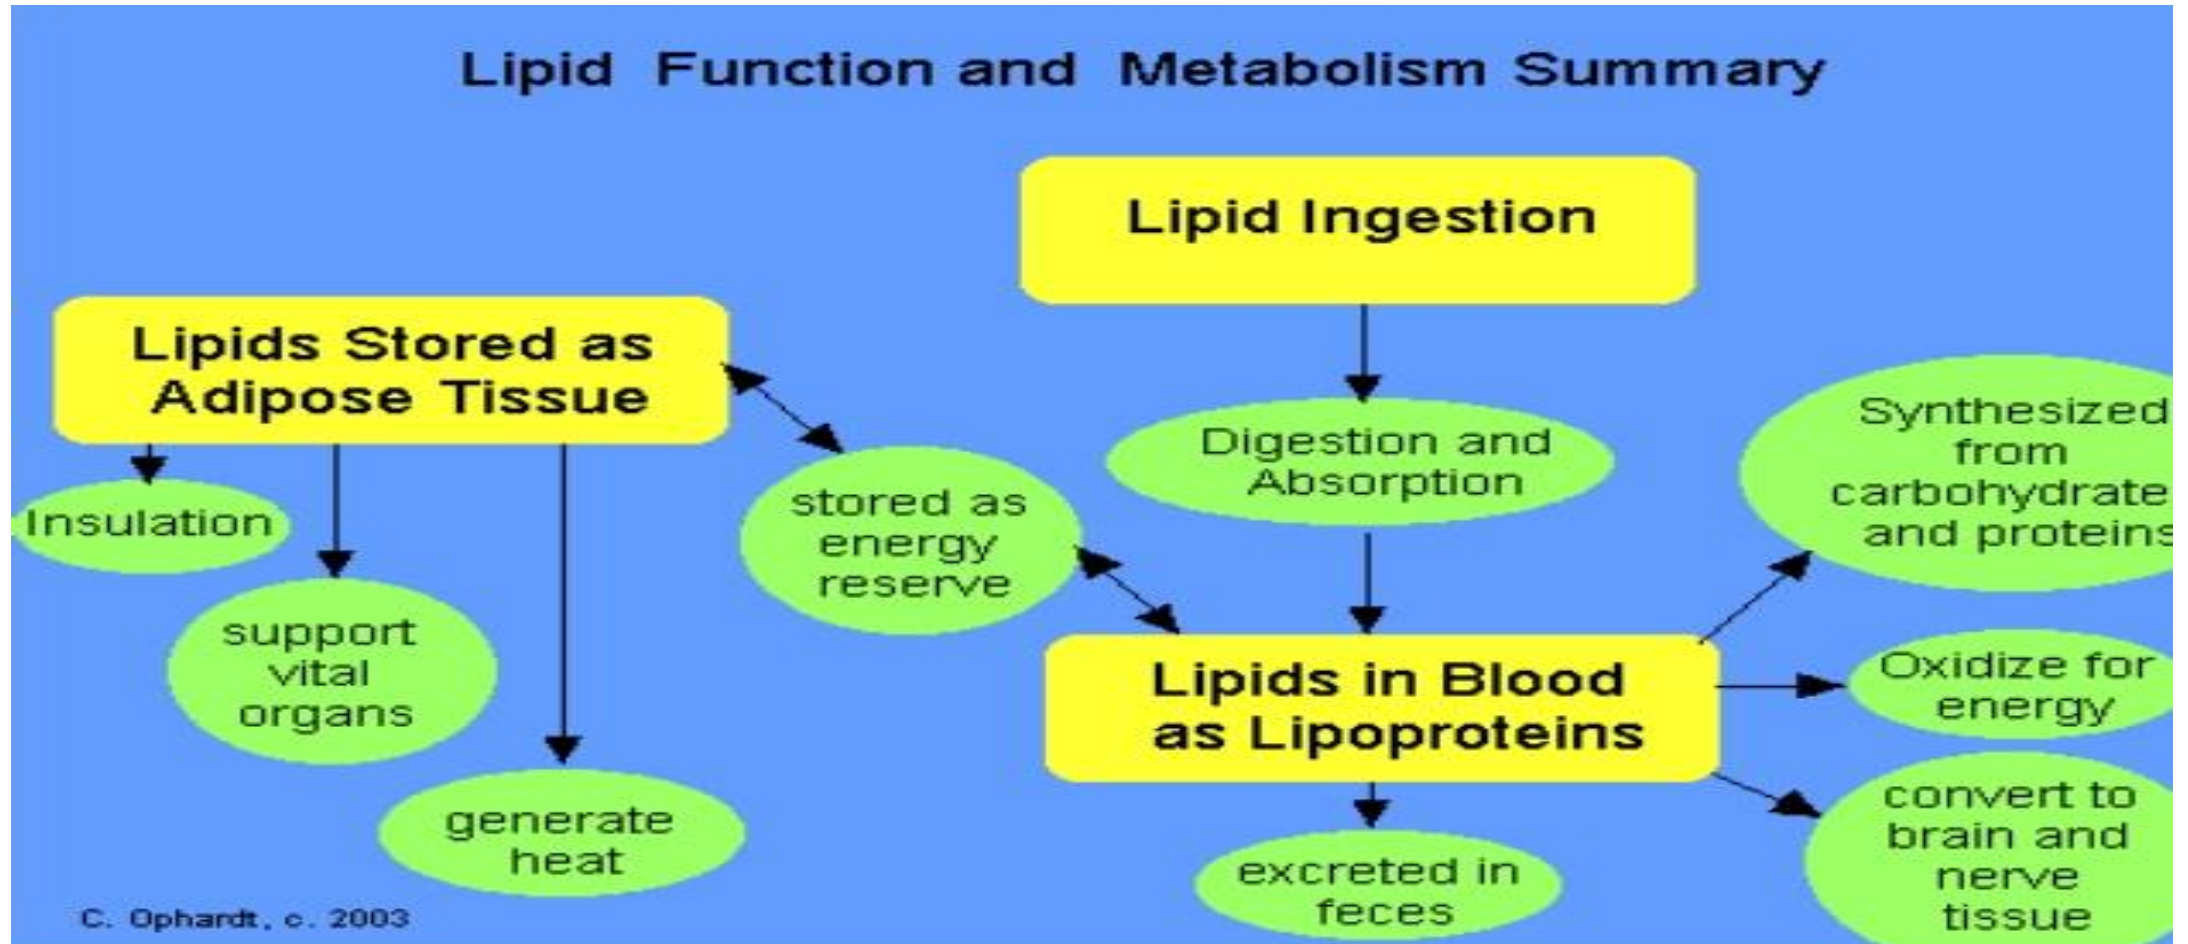 Lipid Function and Metabolism Summary
Lipid Ingestion
Lipids Stored as
Adipose Tissue
Digestion and
Absorption
Synthesized
from
carbohydrate
and proteins
Insulation
stored as
energy
reserve
support
vital
organs
Lipids in Blood
as Lipoproteins
Oxidize for
energy
generate
heat
excreted in
feces
convert to
brain and
nerve
tissue
C. Ophardt, c. 2003